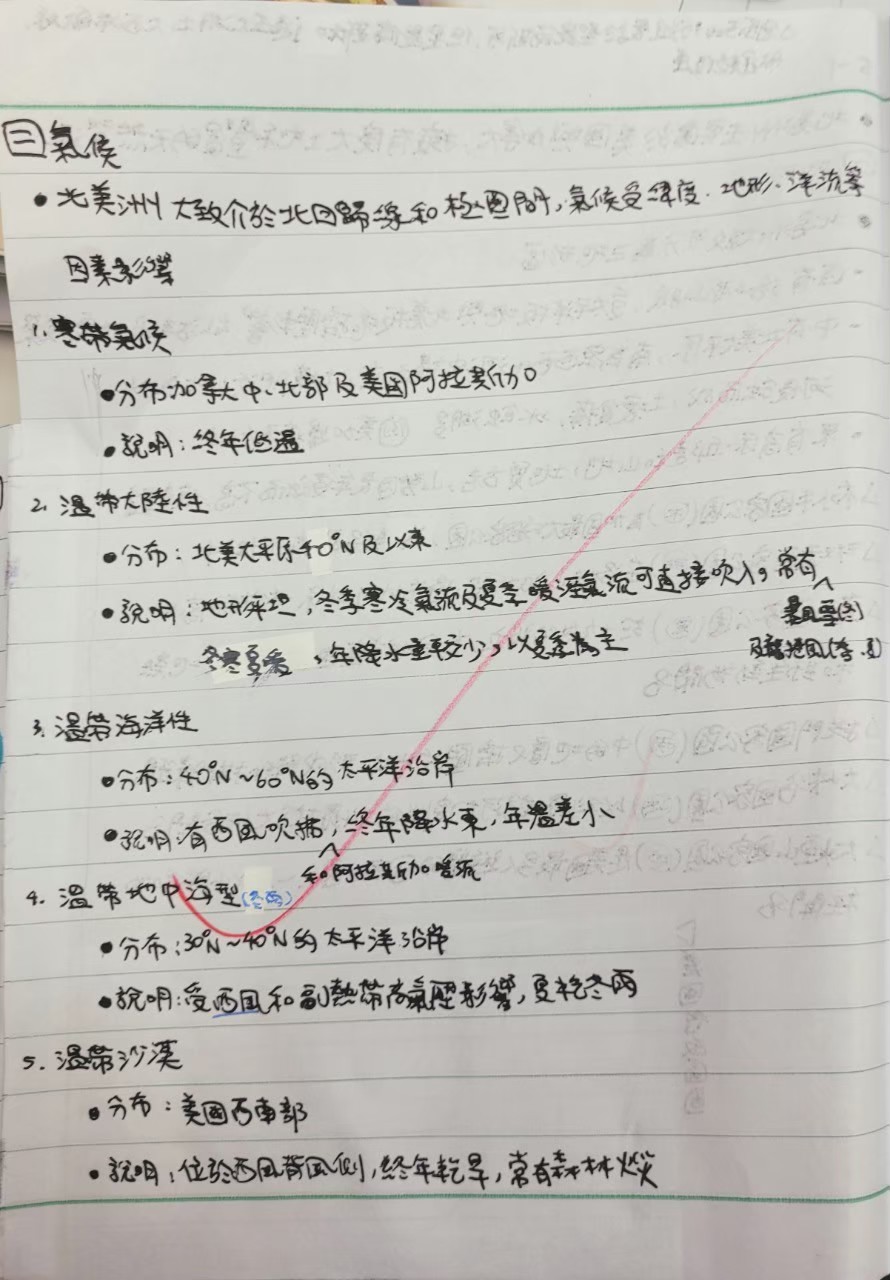 三 氣候
• 北美洲大致介於北回歸線和極圈間,氣候受緯度、地形、洋流等
因素影響
1. 寒帶氣候
• 分布加拿大中、北部及美國阿拉斯加
• 說明:終年低溫
2. 溫帶大陸性
• 分布:北美大平原40°N及以東
• 說明:地形平坦,冬季寒冷氣流及夏季暖溼氣流可直接吹入,常有
暴風雪(冬)
及龍捲風(春、夏)
冬寒夏暖、年降水量較少,以夏季為主
3. 溫帶海洋性
• 分布:40°N~60°N的太平洋沿岸
• 說明:有西風吹拂,終年降水東,年溫差小
和阿拉斯加暖流
4. 溫帶地中海型(冬雨)
• 分布:30°N~40°N的太平洋沿岸
• 說明:受西風和副熱帶高氣壓影響,夏乾冬雨
5. 溫帶沙漠
• 分布:美國西南部
• 說明:位於西風背風側,終年乾旱,常有森林火災